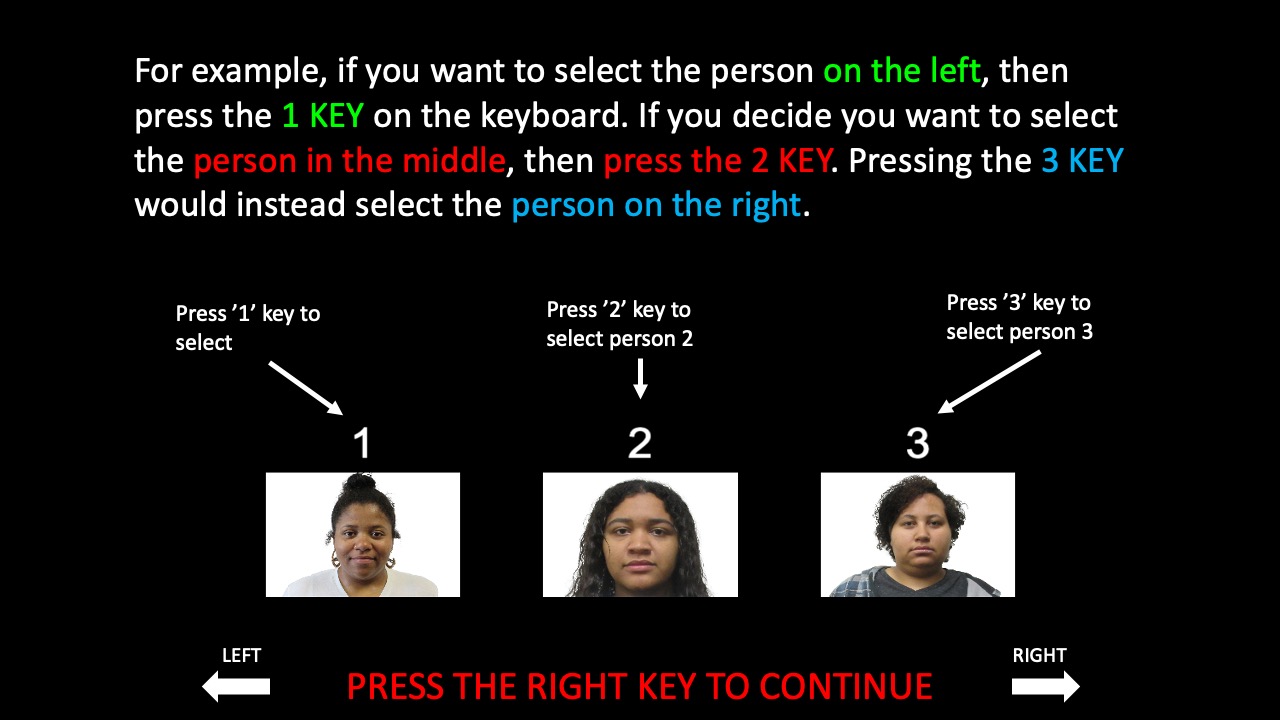 For example, if you want to select the person on the left, then
press the 1 KEY on the keyboard. If you decide you want to select
the person in the middle, then press the 2 KEY. Pressing the 3 KEY
would instead select the person on the right.
Press ’1’ key to
select
Press ’2’ key to
select person 2
Press ’3’ key to
select person 3
1
2
3
LEFT
RIGHT
PRESS THE RIGHT KEY TO CONTINUE